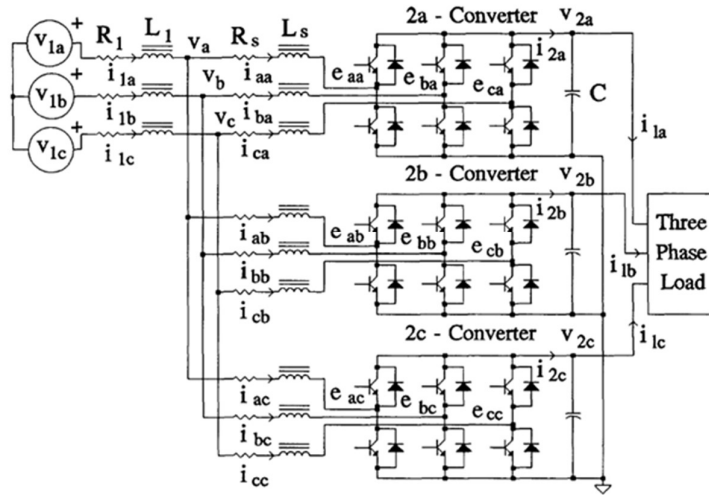 2a - Converter
v1a + R1 L1 va Rs Ls v2a
i1a iaa eaa eba eca i2a
v1b + vb C
i1b iba ila
v1c + vc
i1c ica
2b - Converter v2b
iab eab ebb ecb i2b Three
ibb Phase
ilb
icb Load
2c - Converter v2c ilc
iac eac ebc ecc i2c
ibc
icc